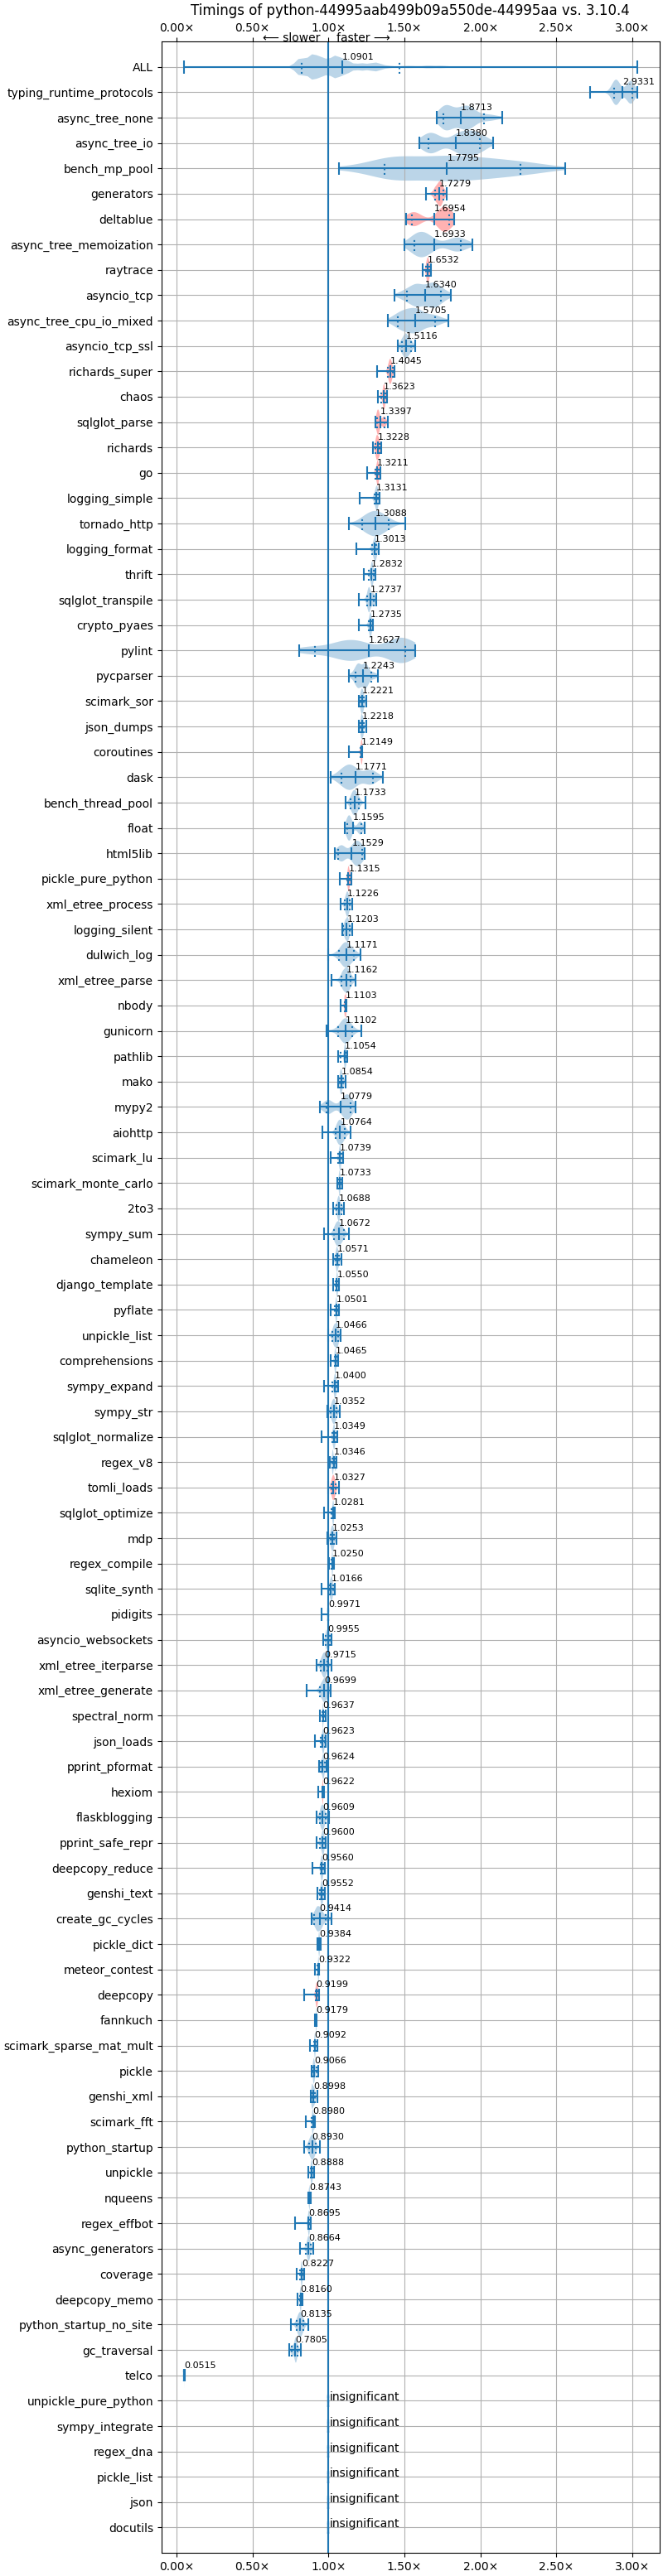 Timings of python-44995aab499b09a550de-44995aa vs. 3.10.4
0.00× 0.50× 1.00× 1.50× 2.00× 2.50× 3.00×
⟵ slower faster ⟶
ALL 1.0901
typing_runtime_protocols 2.9331
async_tree_none 1.8713
async_tree_io 1.8380
bench_mp_pool 1.7795
generators 1.7279
deltablue 1.6954
async_tree_memoization 1.6933
raytrace 1.6532
asyncio_tcp 1.6340
async_tree_cpu_io_mixed 1.5705
asyncio_tcp_ssl 1.5116
richards_super 1.4045
chaos 1.3623
sqlglot_parse 1.3397
richards 1.3228
go 1.3211
logging_simple 1.3131
tornado_http 1.3088
logging_format 1.3013
thrift 1.2832
sqlglot_transpile 1.2737
crypto_pyaes 1.2735
pylint 1.2627
pycparser 1.2243
scimark_sor 1.2221
json_dumps 1.2218
coroutines 1.2149
dask 1.1771
bench_thread_pool 1.1733
float 1.1595
html5lib 1.1529
pickle_pure_python 1.1315
xml_etree_process 1.1226
logging_silent 1.1203
dulwich_log 1.1171
xml_etree_parse 1.1162
nbody 1.1103
gunicorn 1.1102
pathlib 1.1054
mako 1.0854
mypy2 1.0779
aiohttp 1.0764
scimark_lu 1.0739
scimark_monte_carlo 1.0733
2to3 1.0688
sympy_sum 1.0672
chameleon 1.0571
django_template 1.0550
pyflate 1.0501
unpickle_list 1.0466
comprehensions 1.0465
sympy_expand 1.0400
sympy_str 1.0352
sqlglot_normalize 1.0349
regex_v8 1.0346
tomli_loads 1.0327
sqlglot_optimize 1.0281
mdp 1.0253
regex_compile 1.0250
sqlite_synth 1.0166
pidigits 0.9971
asyncio_websockets 0.9955
xml_etree_iterparse 0.9715
xml_etree_generate 0.9699
spectral_norm 0.9637
json_loads 0.9623
pprint_pformat 0.9624
hexiom 0.9622
flaskblogging 0.9609
pprint_safe_repr 0.9600
deepcopy_reduce 0.9560
genshi_text 0.9552
create_gc_cycles 0.9414
pickle_dict 0.9384
meteor_contest 0.9322
deepcopy 0.9199
fannkuch 0.9179
scimark_sparse_mat_mult 0.9092
pickle 0.9066
genshi_xml 0.8998
scimark_fft 0.8980
python_startup 0.8930
unpickle 0.8888
nqueens 0.8743
regex_effbot 0.8695
async_generators 0.8664
coverage 0.8227
deepcopy_memo 0.8160
python_startup_no_site 0.8135
gc_traversal 0.7805
telco 0.0515
unpickle_pure_python insignificant
sympy_integrate insignificant
regex_dna insignificant
pickle_list insignificant
json insignificant
docutils insignificant
0.00× 0.50× 1.00× 1.50× 2.00× 2.50× 3.00×